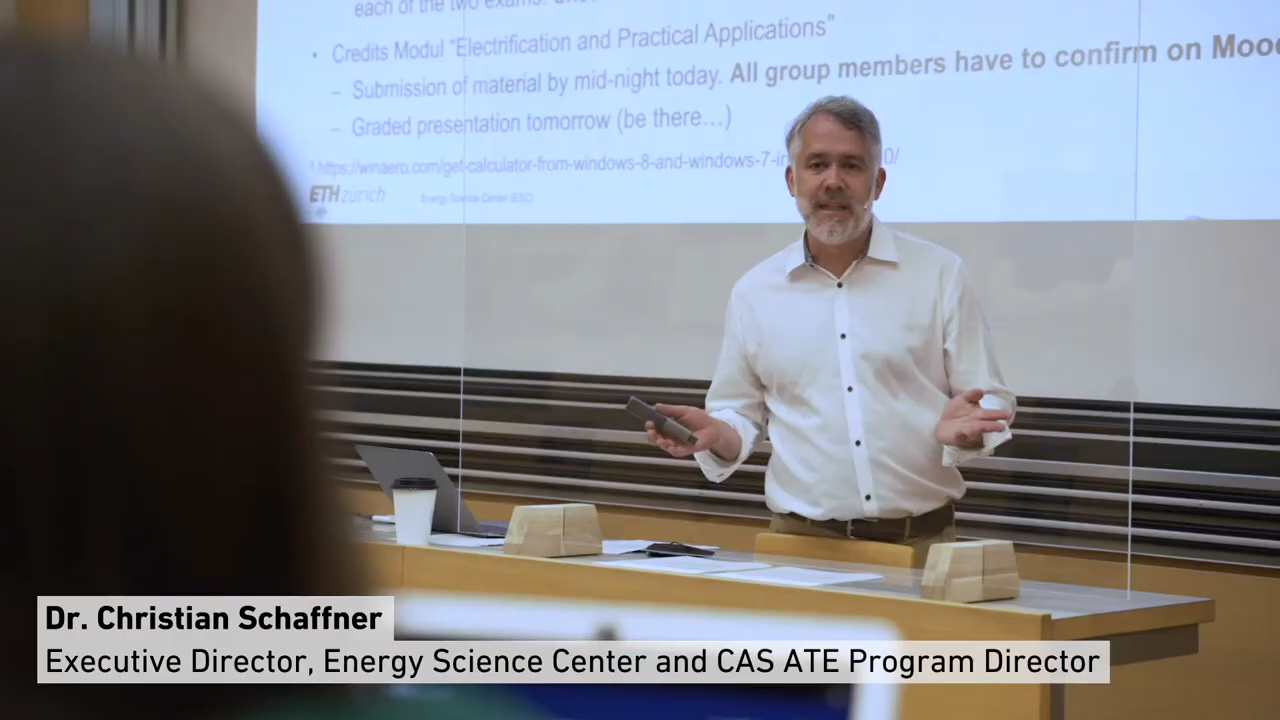 each of the two exams.
• Credits Modul "Electrification and Practical Applications"
– Submission of material by mid-night today. All group members have to confirm on
– Graded presentation tomorrow (be there…)
https://winaero.com/get-calculator-from-windows-8-and-windows-7-in
0/
ETH zürich
Energy Science Center (ESC)
Dr. Christian Schaffner
Executive Director, Energy Science Center and CAS ATE Program Director